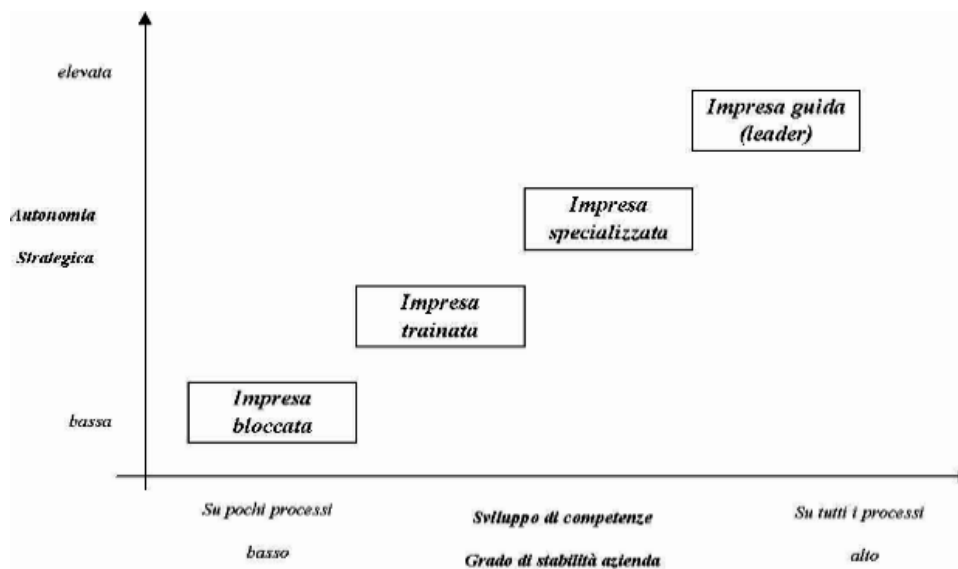 elevata
Impresa guida
(leader)
Autonomia
Strategica
Impresa
specializzata
Impresa
trainata
Impresa
bloccata
bassa
Su pochi processi
basso
Sviluppo di competenze
Grado di stabilità azienda
Su tutti i processi
alto